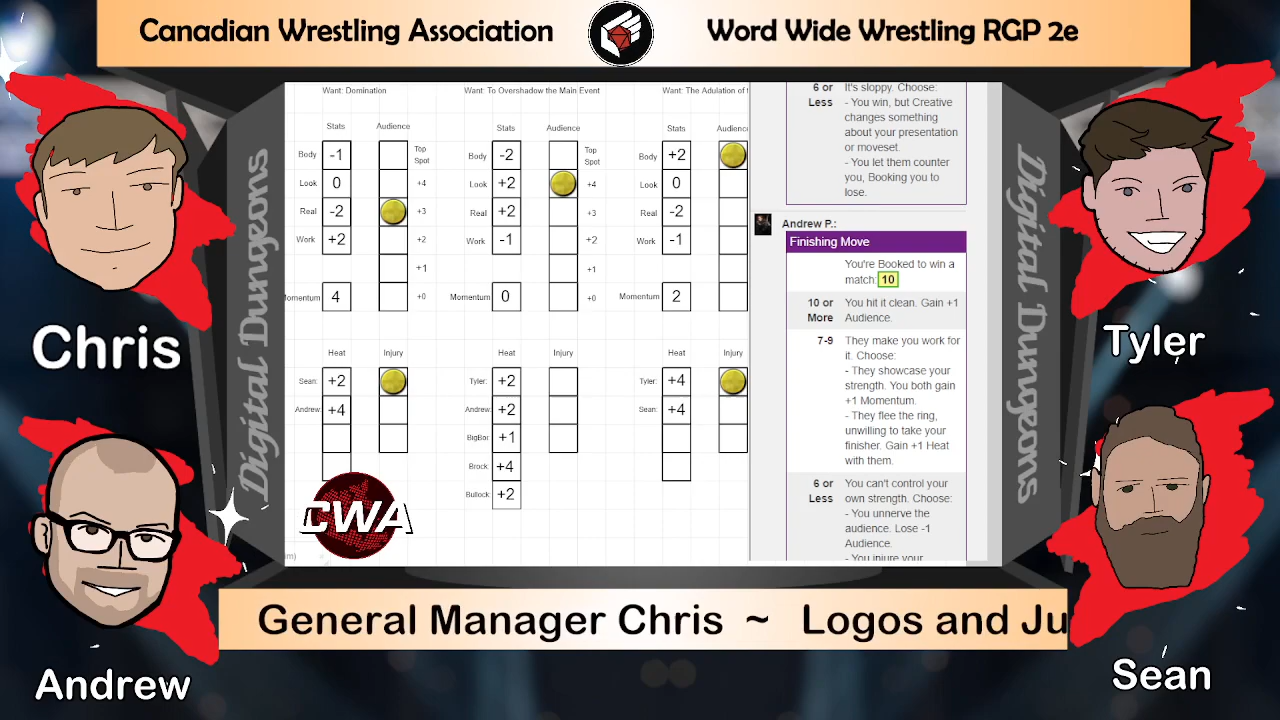 Canadian Wrestling Association
Word Wide Wrestling RGP 2e
Digital Dungeons
Chris
Andrew
Want: Domination
Stats
Audience
Body -1
Top Spot
Look 0 +4
Real -2 +3
Work +2 +2
+1
omentum 4 +0
Heat
Injury
Sean: +2
Andrew: +4
Want: To Overshadow the Main Event
Stats
Audience
Body -2
Top Spot
Look +2 +4
Real +2 +3
Work -1 +2
+1
Momentum 0 +0
Heat
Injury
Tyler: +2
Andrew: +2
BigBoi: +1
Brock: +4
Bullock: +2
Want: The Adulation of
Stats
Audienc
Body +2
Look 0
Real -2
Work -1
Momentum 2
Heat
Injury
Tyler: +4
Sean: +4
CWA
6 or Less
It's sloppy. Choose:
- You win, but Creative
changes something
about your presentation
or moveset.
- You let them counter
you, Booking you to
lose.
Andrew P.:
Finishing Move
You're Booked to win a
match: 10
10 or More
You hit it clean. Gain +1
Audience.
7-9
They make you work for
it. Choose:
- They showcase your
strength. You both gain
+1 Momentum.
- They flee the ring,
unwilling to take your
finisher. Gain +1 Heat
with them.
6 or Less
You can't control your
own strength. Choose:
- You unnerve the
audience. Lose -1
Audience.
- You injure your
Digital Dungeons
Tyler
Sean
General Manager Chris ~ Logos and Ju